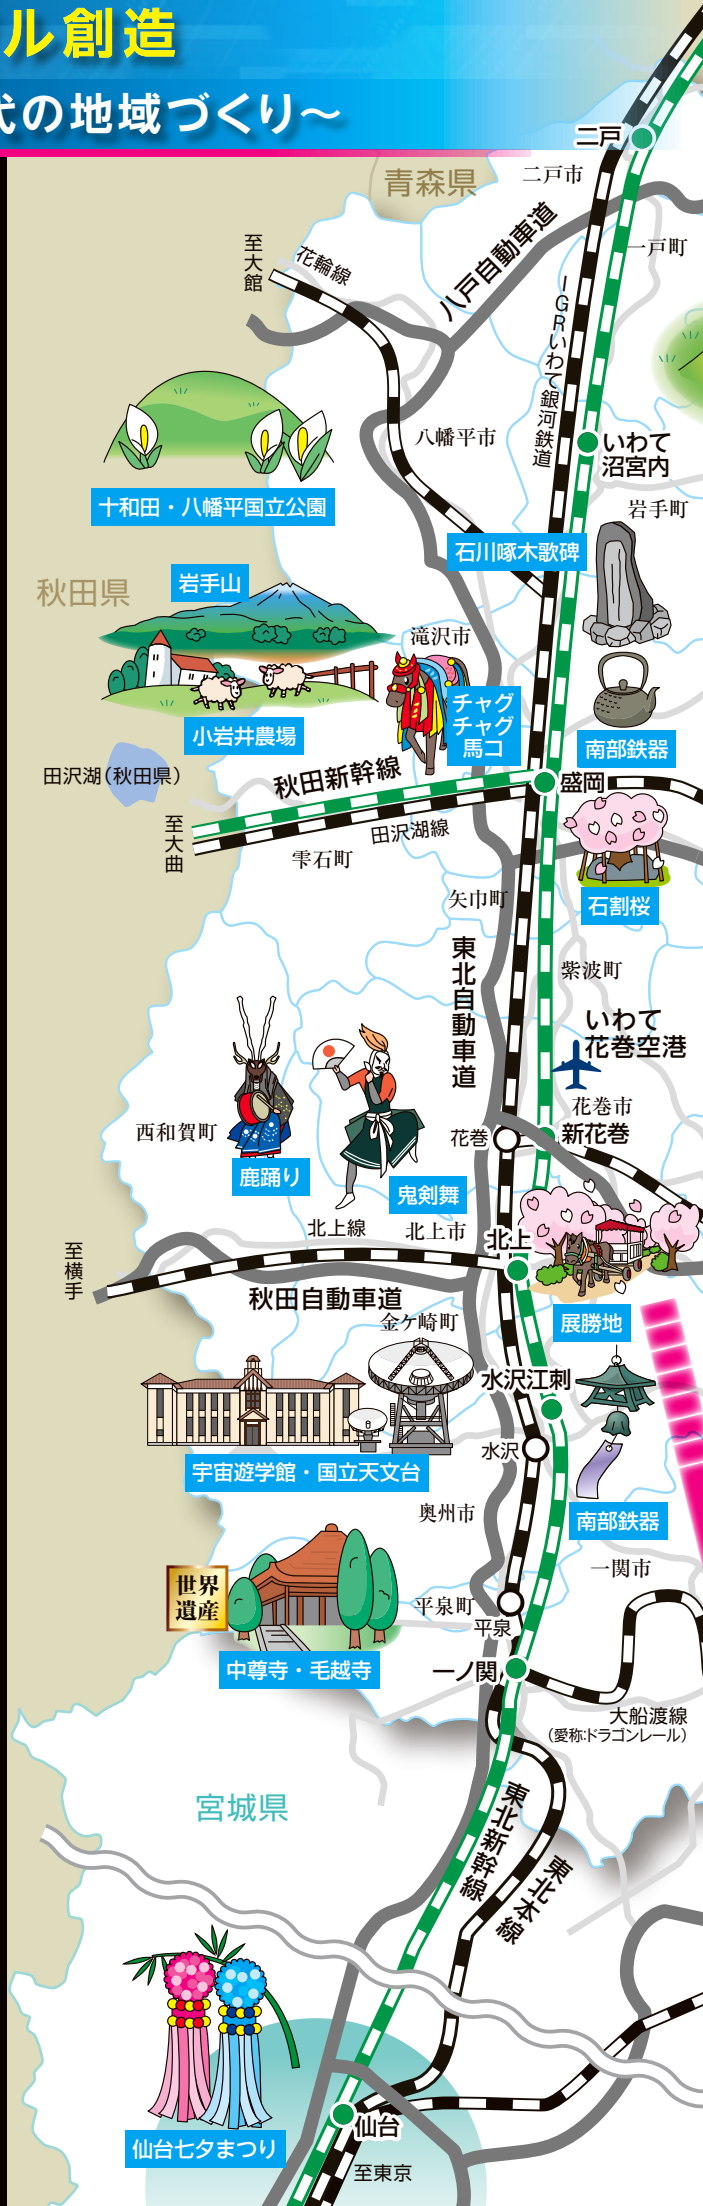 ル創造
代の地域づくり～
二戸
青森県
二戸市
至大館
花輪線
八戸自動車道
一戸町
IGRいわて銀河鉄道
八幡平市
いわて
沼宮内
十和田・八幡平国立公園
岩手町
石川啄木歌碑
秋田県
岩手山
滝沢市
チャグ
チャグ
馬コ
小岩井農場
南部鉄器
田沢湖（秋田県）
秋田新幹線
盛岡
至大曲
田沢湖線
雫石町
矢巾町
石割桜
東北自動車道
紫波町
いわて
花巻空港
花巻市
西和賀町
花巻
新花巻
鹿踊り
鬼剣舞
北上線
北上市
北上
至横手
秋田自動車道
金ケ崎町
展勝地
水沢江刺
水沢
宇宙遊学館・国立天文台
奥州市
南部鉄器
世界
遺産
一関市
平泉町
平泉
中尊寺・毛越寺
一ノ関
大船渡線
（愛称:ドラゴンレール）
宮城県
東北新幹線
東北本線
仙台
仙台七夕まつり
至東京